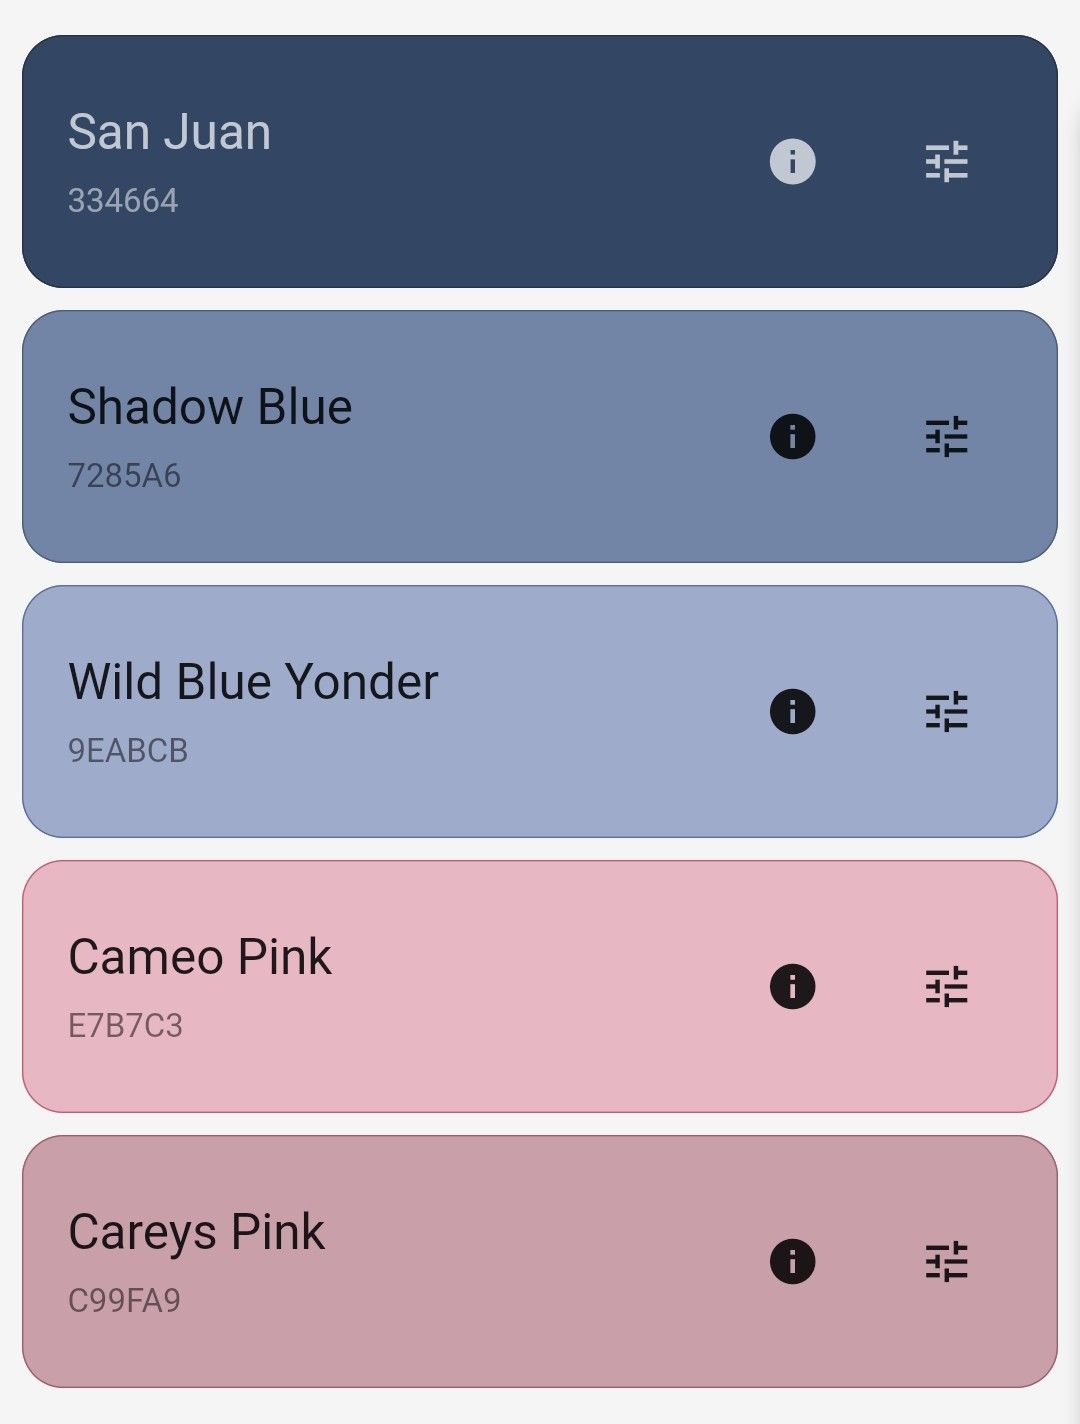 San Juan
334664
Shadow Blue
7285A6
Wild Blue Yonder
9EABCB
Cameo Pink
E7B7C3
Careys Pink
C99FA9